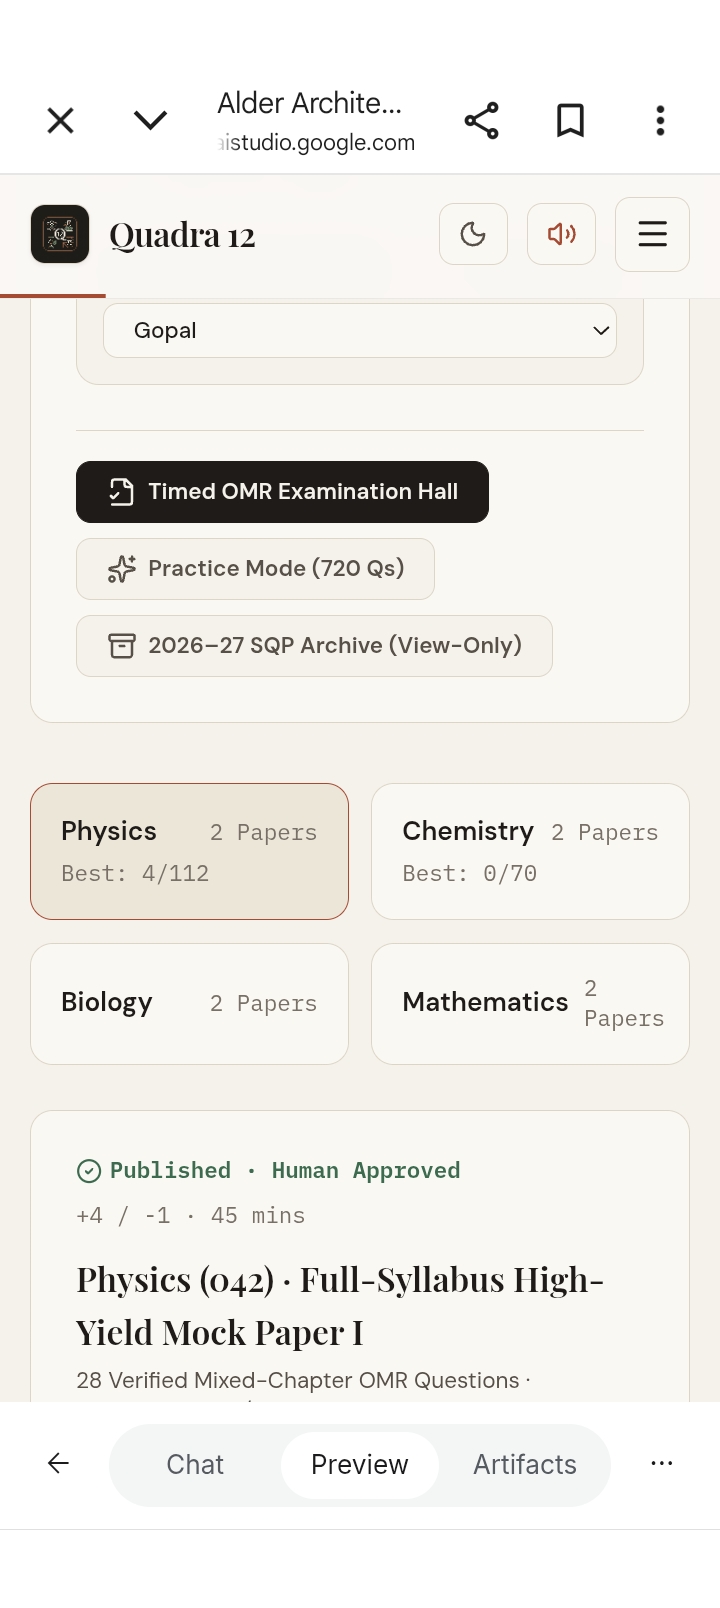 Alder Archite...
aistudio.google.com
Quadra 12
Gopal
Timed OMR Examination Hall
Practice Mode (720 Qs)
2026–27 SQP Archive (View-Only)
Physics 2 Papers
Best: 4/112
Chemistry 2 Papers
Best: 0/70
Biology 2 Papers
Mathematics 2 Papers
Published · Human Approved
+4 / -1 · 45 mins
Physics (042) · Full-Syllabus High-
Yield Mock Paper I
28 Verified Mixed-Chapter OMR Questions ·
Chat Preview Artifacts